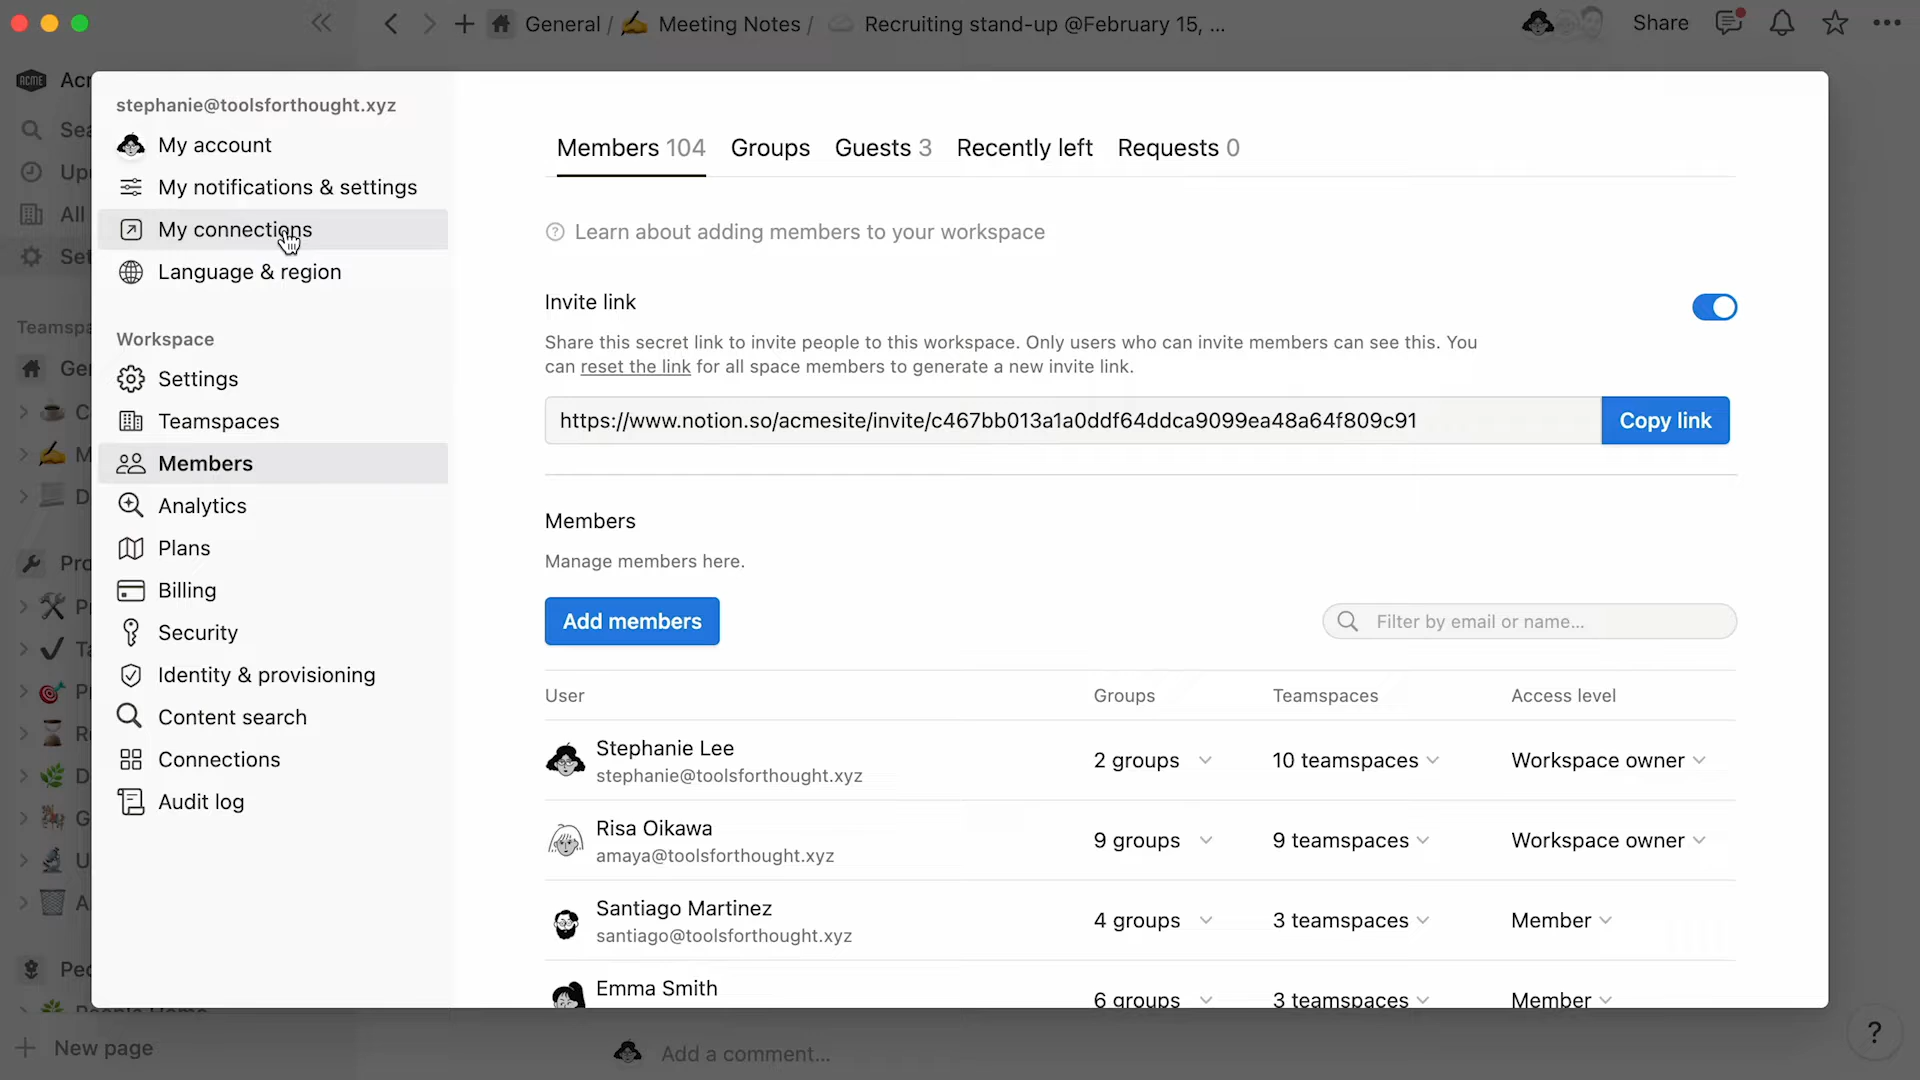 General / Meeting Notes / Recruiting stand-up @February 15, ...
Share
ACME
stephanie@toolsforthought.xyz
My account
My notifications & settings
My connections
Language & region
Workspace
Settings
Teamspaces
Members
Analytics
Plans
Billing
Security
Identity & provisioning
Content search
Connections
Audit log
All
New page
Members 104 Groups Guests 3 Recently left Requests 0
Learn about adding members to your workspace
Invite link
Share this secret link to invite people to this workspace. Only users who can invite members can see this. You
can reset the link for all space members to generate a new invite link.
https://www.notion.so/acmesite/invite/c467bb013a1a0ddf64ddca9099ea48a64f809c91
Copy link
Members
Manage members here.
Add members
Filter by email or name...
User Groups Teamspaces Access level
Stephanie Lee
stephanie@toolsforthought.xyz
2 groups 10 teamspaces Workspace owner
Risa Oikawa
amaya@toolsforthought.xyz
9 groups 9 teamspaces Workspace owner
Santiago Martinez
santiago@toolsforthought.xyz
4 groups 3 teamspaces Member
Emma Smith
6 groups 3 teamspaces Member
Add a comment...
?